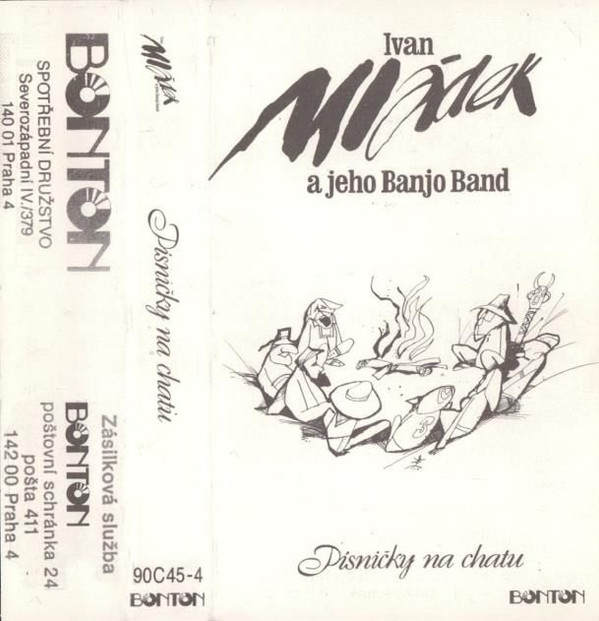 BONTON
SPOTŘEBNÍ DRUŽSTVO
Severozápadní IV./379
140 01 Praha 4
Zásilková služba
BONTON
poštovní schránka 24
pošta 411
142 00 Praha 4
Mládek
Písničky na chatu
90C45-4
BONTON
Ivan
Mládek
a jeho Banjo Band
Písničky na chatu
BONTON